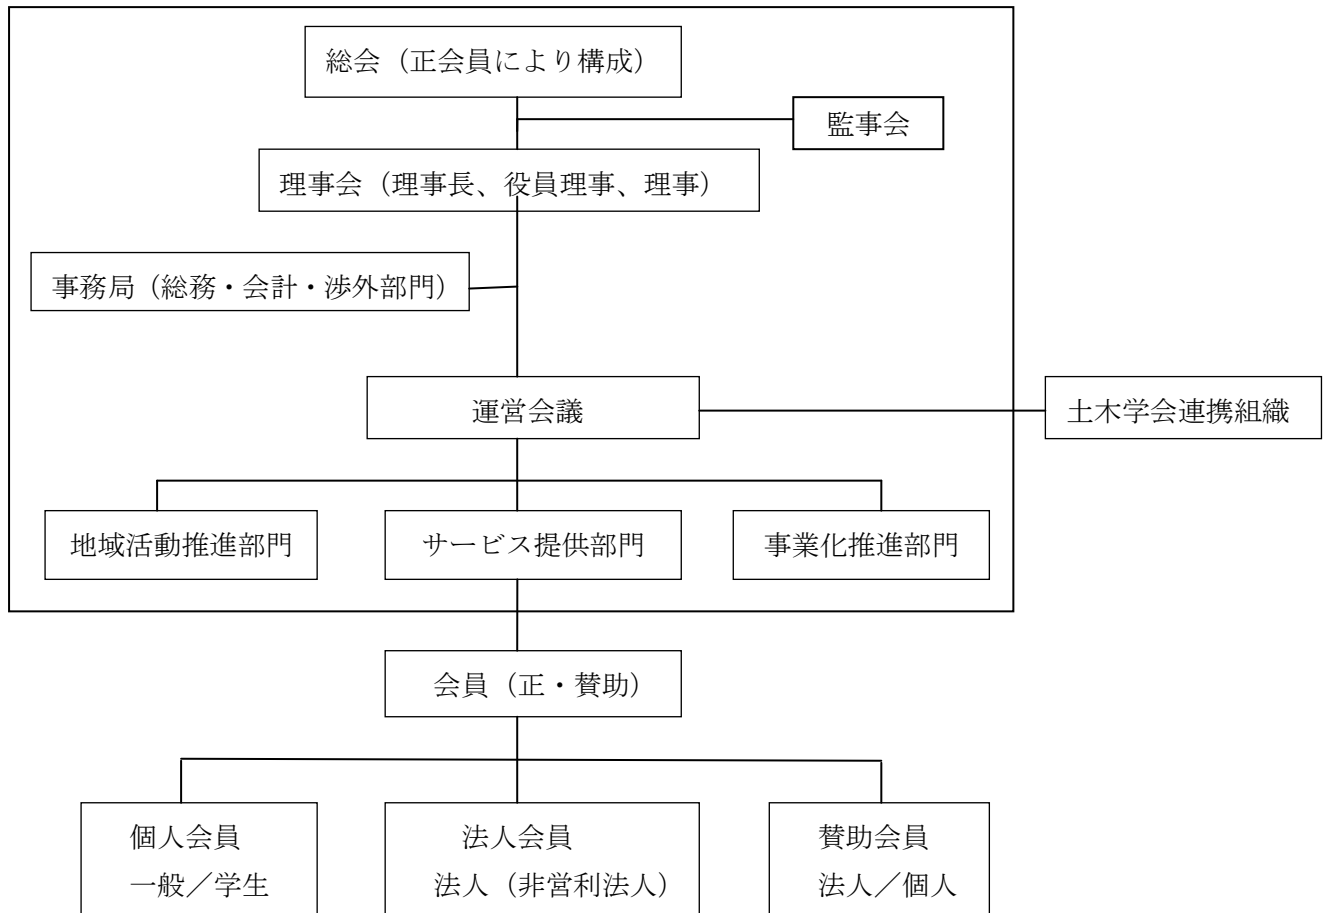 総会（正会員により構成）
監事会
理事会（理事長、役員理事、理事）
事務局（総務・会計・渉外部門）
運営会議
土木学会連携組織
地域活動推進部門
サービス提供部門
事業化推進部門
会員（正・賛助）
個人会員
一般／学生
法人会員
法人（非営利法人）
賛助会員
法人／個人